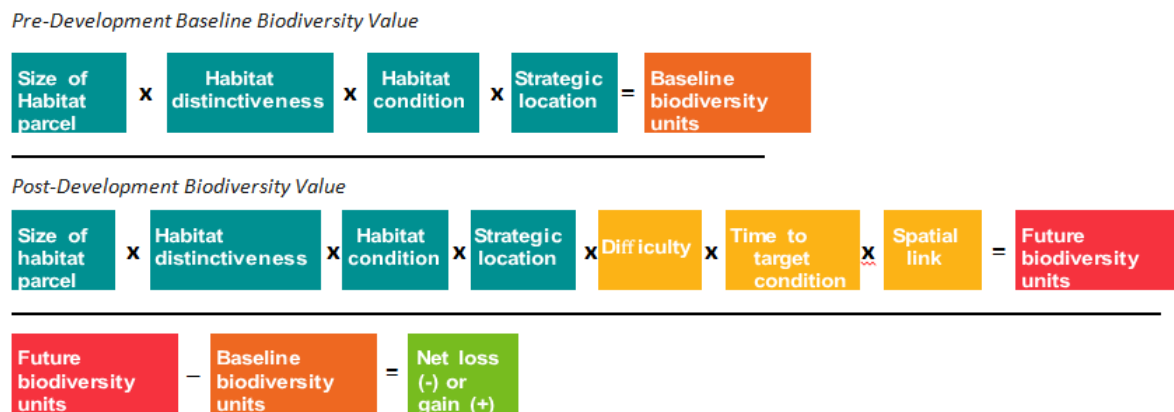 Pre-Development Baseline Biodiversity Value
Size of Habitat parcel x Habitat distinctiveness x Habitat condition x Strategic location = Baseline biodiversity units
Post-Development Biodiversity Value
Size of habitat parcel x Habitat distinctiveness x Habitat condition x Strategic location x Difficulty x Time to target condition x Spatial link = Future biodiversity units
Future biodiversity units – Baseline biodiversity units = Net loss (-) or gain (+)